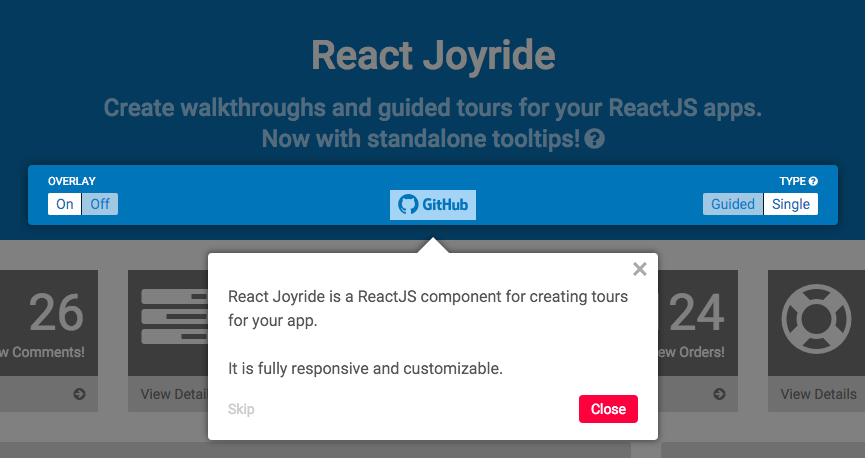 React Joyride
Create walkthroughs and guided tours for your ReactJS apps.
Now with standalone tooltips!
OVERLAY
TYPE
On Off
GitHub
Guided Single
React Joyride is a ReactJS component for creating tours
for your app.
It is fully responsive and customizable.
Skip
Close
26
Comments!
View
24
Orders!
View Details